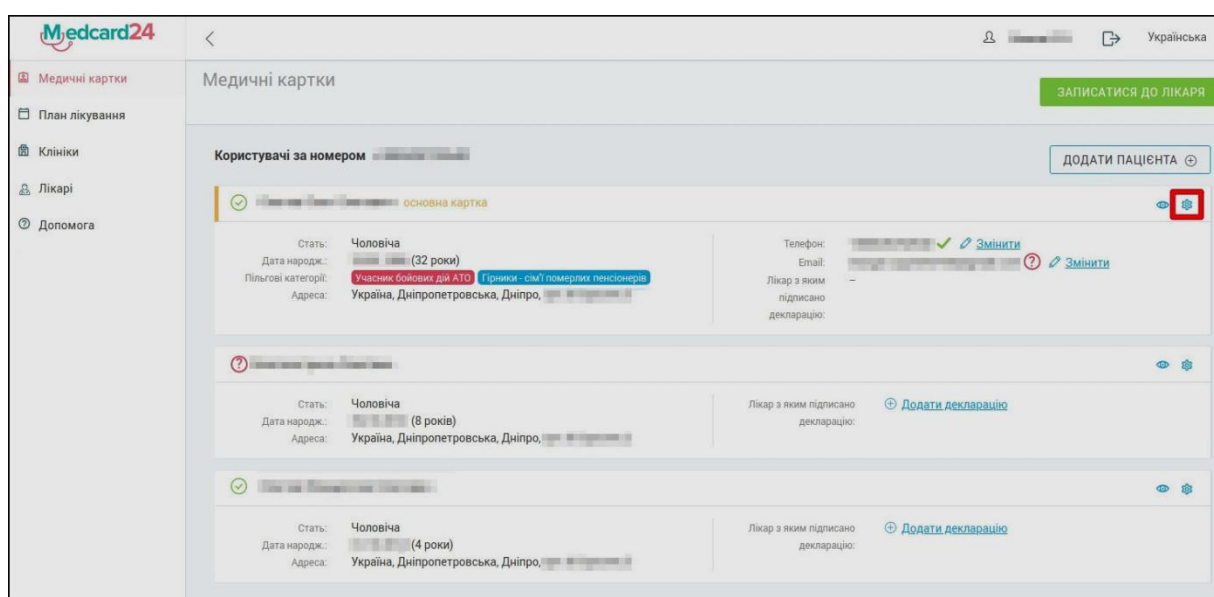 Medcard24
Українська
Медичні картки
План лікування
Клініки
Лікарі
Допомога
Медичні картки
ЗАПИСАТИСЯ ДО ЛІКАРЯ
Користувачі за номером
ДОДАТИ ПАЦІЄНТА
основна картка
Стать: Чоловіча
Дата народж.: (32 роки)
Пільгові категорії: Учасник бойових дій АТО Гірники - сім'ї померлих пенсіонерів
Адреса: Україна, Дніпропетровська, Дніпро,
Телефон: Змінити
Email: Змінити
Лікар з яким –
підписано
декларацію:
Стать: Чоловіча
Дата народж.: (8 років)
Адреса: Україна, Дніпропетровська, Дніпро,
Лікар з яким підписано Додати декларацію
декларацію:
Стать: Чоловіча
Дата народж.: (4 роки)
Адреса: Україна, Дніпропетровська, Дніпро,
Лікар з яким підписано Додати декларацію
декларацію: